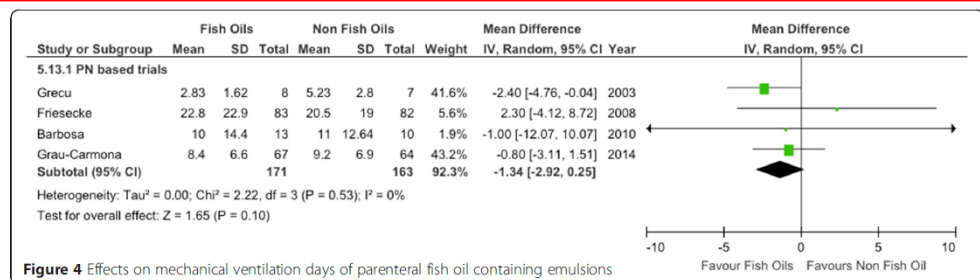 Fish Oils Non Fish Oils Mean Difference Mean Difference
Study or Subgroup Mean SD Total Mean SD Total Weight IV, Random, 95% CI Year IV, Random, 95% CI
5.13.1 PN based trials
Grecu 2.83 1.62 8 5.23 2.8 7 41.6% -2.40 [-4.76, -0.04] 2003
Friesecke 22.8 22.9 83 20.5 19 82 5.6% 2.30 [-4.12, 8.72] 2008
Barbosa 10 14.4 13 11 12.64 10 1.9% -1.00 [-12.07, 10.07] 2010
Grau-Carmona 8.4 6.6 67 9.2 6.9 64 43.2% -0.80 [-3.11, 1.51] 2014
Subtotal (95% CI) 171 163 92.3% -1.34 [-2.92, 0.25]
Heterogeneity: Tau² = 0.00; Chi² = 2.22, df = 3 (P = 0.53); I² = 0%
Test for overall effect: Z = 1.65 (P = 0.10)
-10 -5 0 5 10
Favour Fish Oils Favours Non Fish Oil
Figure 4 Effects on mechanical ventilation days of parenteral fish oil containing emulsions